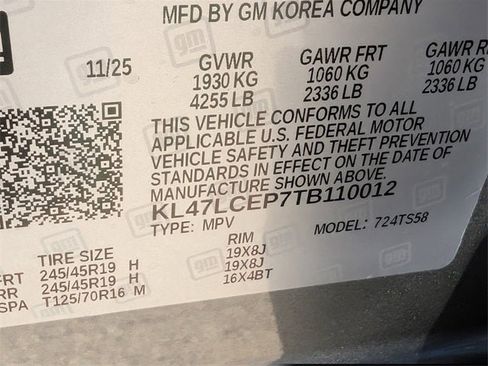 MFD BY GM KOREA COMPANY
11/25
GVWR GAWR FRT GAWR
1930 KG 1060 KG 1060 KG
4255 LB 2336 LB 2336 LB
THIS VEHICLE CONFORMS TO ALL
APPLICABLE U.S. FEDERAL MOTOR
VEHICLE SAFETY AND THEFT PREVENTION
STANDARDS IN EFFECT ON THE DATE OF
MANUFACTURE SHOWN ABOVE.
KL47LCEP7TB110012
TYPE: MPV MODEL: 724TS58
TIRE SIZE RIM
FRT 245/45R19 H 19X8J
RR 245/45R19 H 19X8J
SPA T125/70R16 M 16X4BT